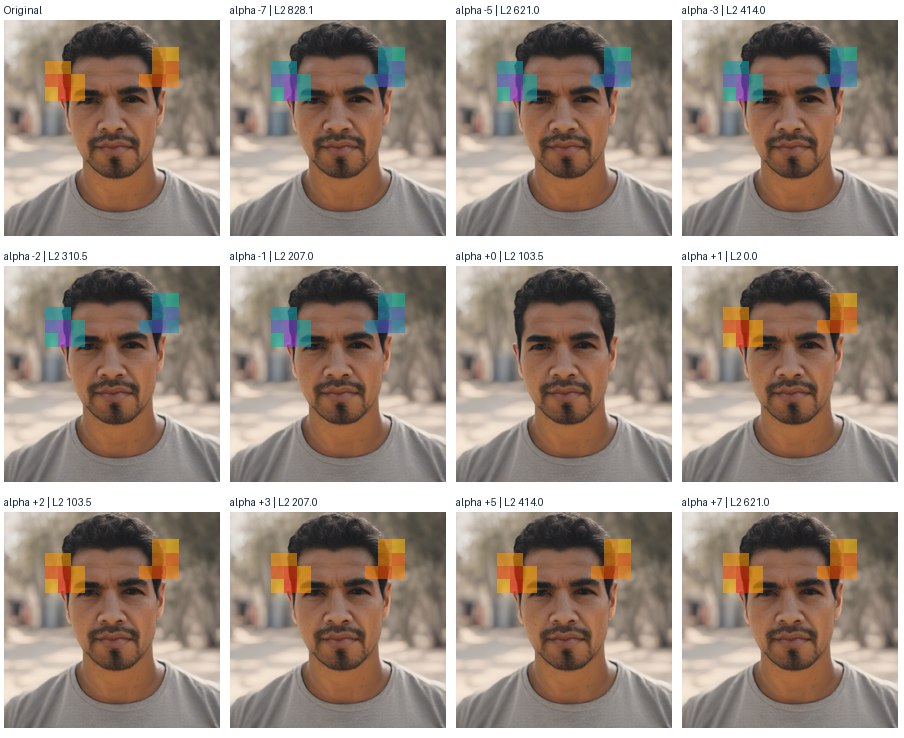 Original
alpha -7 | L2 828.1
alpha -5 | L2 621.0
alpha -3 | L2 414.0
alpha -2 | L2 310.5
alpha -1 | L2 207.0
alpha +0 | L2 103.5
alpha +1 | L2 0.0
alpha +2 | L2 103.5
alpha +3 | L2 207.0
alpha +5 | L2 414.0
alpha +7 | L2 621.0